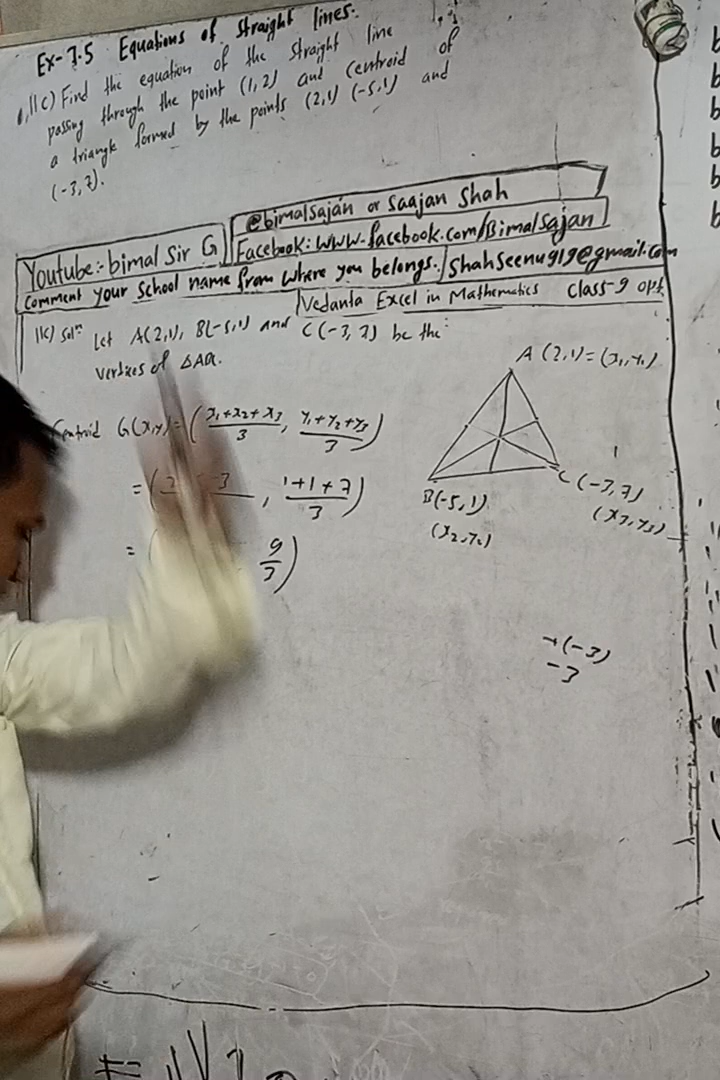 Ex- 7.5 Equations of Straight lines.
11c) Find the equation of the straight line
passing through the point (1, 2) and centroid of
a triangle formed by the points (2,1) (-5,1) and
(-3,7).
@bimalsajan or Saajan Shah
Youtube:- bimal Sir G
Facebook: www.facebook.com/Bimalsajan
Comment your school name from where you belongs.
Shahseenu919@gmail.com
Vedanta Excel in Mathematics Class-9 opt
11c) Solⁿ Let A(2,1), B(-5,1) and C(-3,7) be the
vertices of
A (2,1) = (x₁,y₁)
G(x,y) = (x₁+x₂+x₃/3, y₁+y₂+y₃/3)
= ( 3, 1+1+7/3)
= ( 9/3)
B(-5,1)
(x₂,y₂)
C(-3,7)
(x₃,y₃)
+(-3)
-3